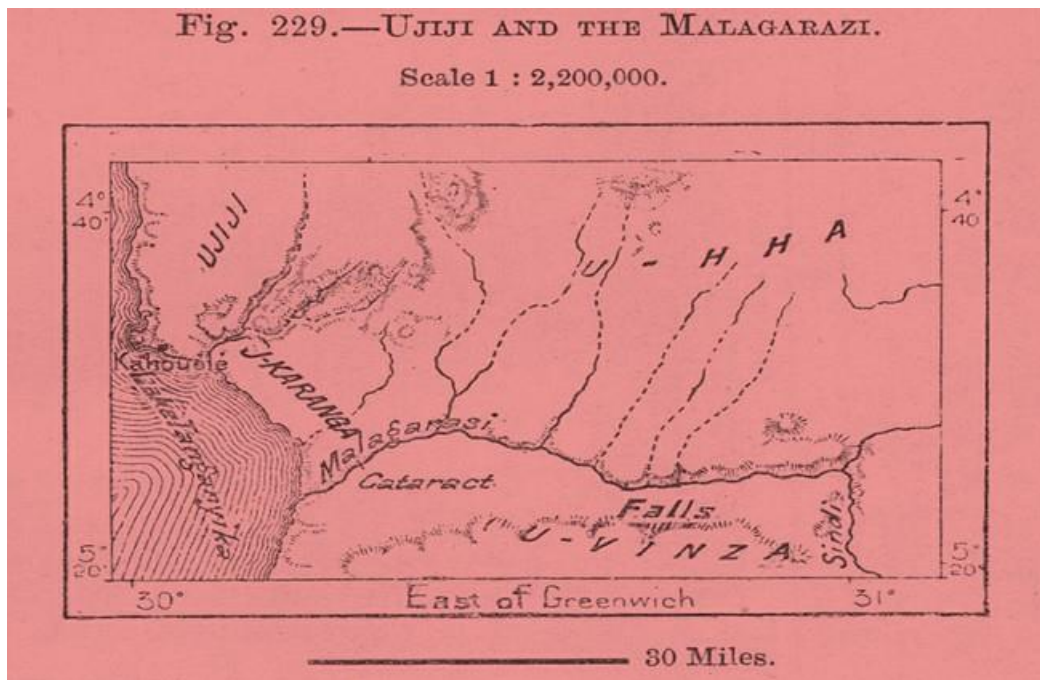 Fig. 229.—UJIJI AND THE MALAGARAZI.
Scale 1 : 2,200,000.
4°
40'
4°
40
UJIJI
U - H H A
Kahouele
U-KARANGA
Malagarasi
Cataract
Falls
L. Tanganyika
U-VINZA
Sindi
5°
20'
5°
20'
30°
East of Greenwich
31°
30 Miles.